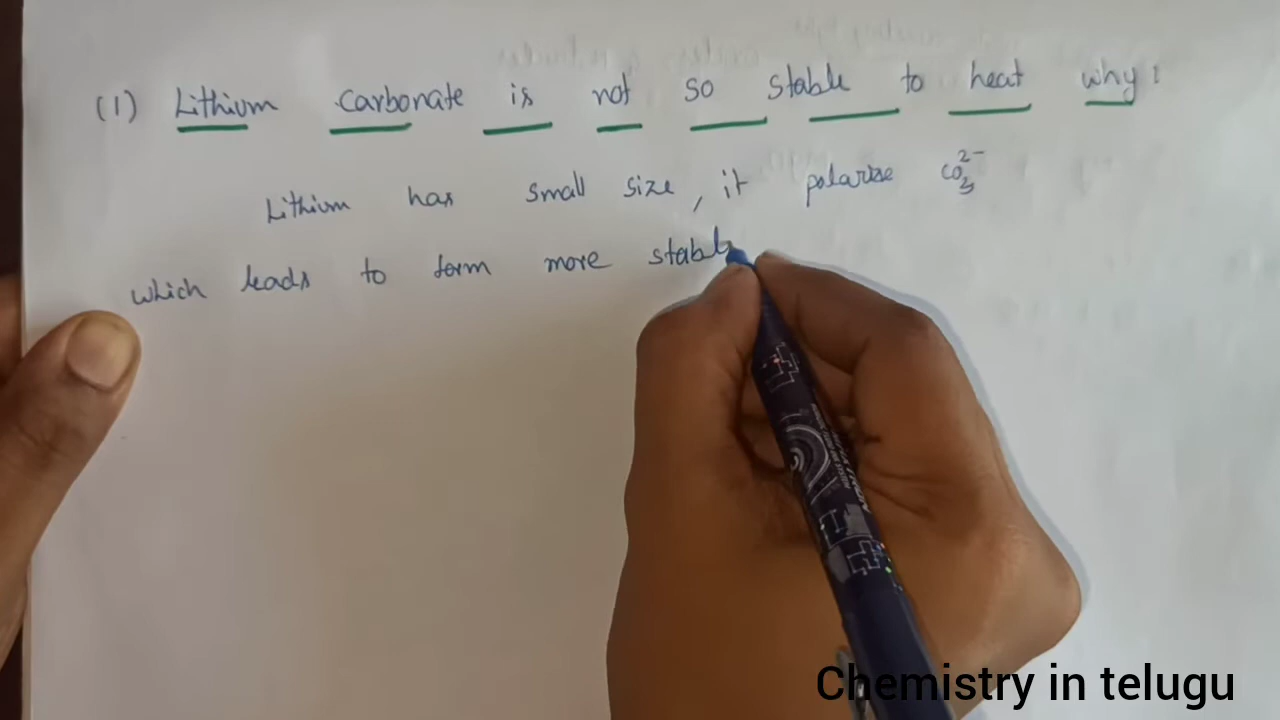 (1) Lithium carbonate is not so stable to heat why?
Lithium has small size, it polarise CO₃²⁻
which leads to form more stable
Chemistry in telugu